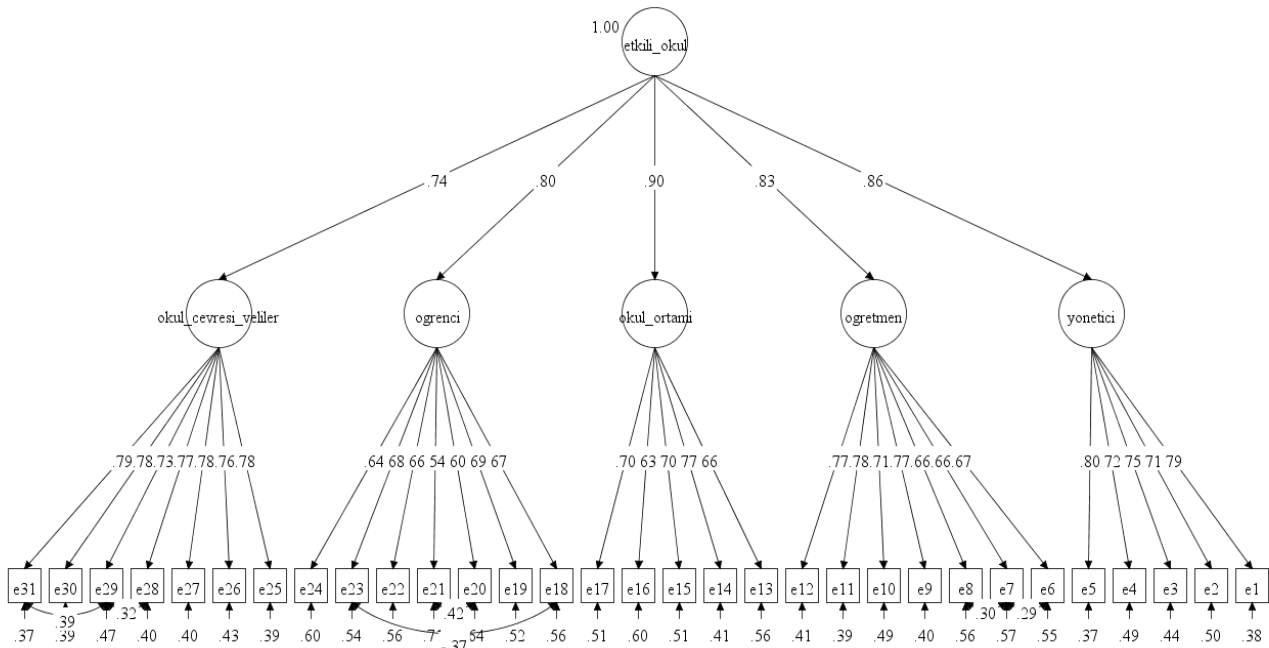 1.00
etkili_okul
.74 .80 .90 .83 .86
okul_cevresi_veliler ogrenci okul_ortami ogretmen yonetici
.79 .78 .73 .77 .78 .76 .78 .64 68 66 54 60 69 67 .70 63 70 77 66 .77 .78 .71 .77 .66 66 .67 .80 72 75 71 79
e31 e30 e29 e28 e27 e26 e25 e24 e23 e22 e21 e20 e19 e18 e17 e16 e15 e14 e13 e12 e11 e10 e9 e8 e7 e6 e5 e4 e3 e2 e1
.39 .32 .42 .30 .29
.37 .39 .47 .40 .40 .43 .39 .60 .54 .56 .52 .56 .51 .60 .51 .41 .56 .41 .39 .49 .40 .56 .57 .55 .37 .49 .44 .50 .38